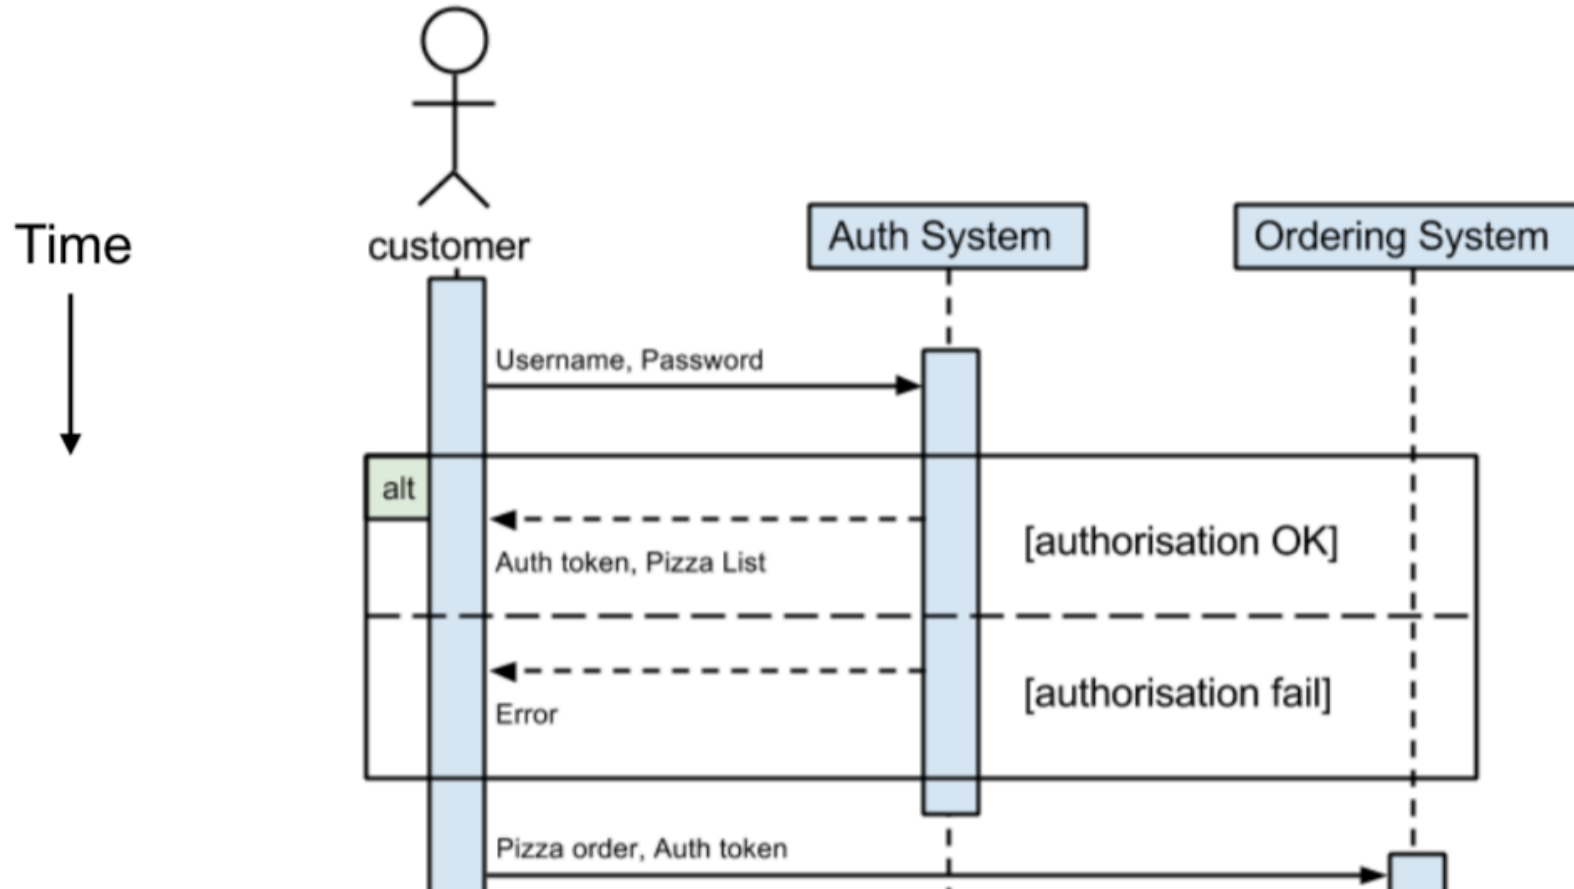 Time
customer
Auth System
Ordering System
Username, Password
alt
[authorisation OK]
Auth token, Pizza List
[authorisation fail]
Error
Pizza order, Auth token